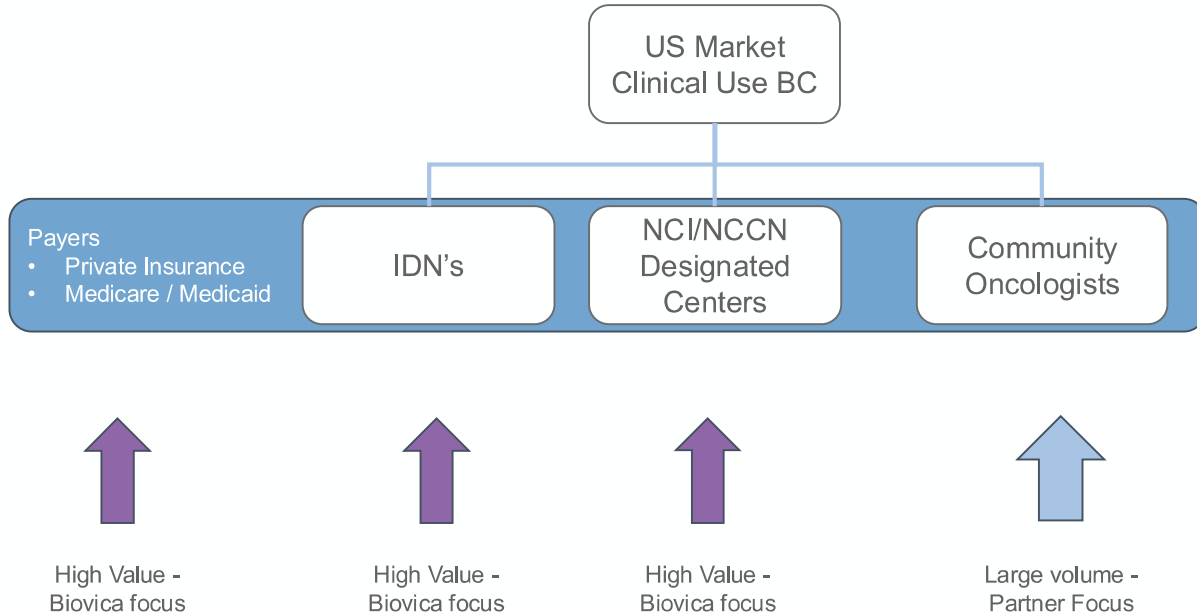 US Market
Clinical Use BC
Payers
• Private Insurance
• Medicare / Medicaid
IDN's
NCI/NCCN
Designated
Centers
Community
Oncologists
High Value -
Biovica focus
High Value -
Biovica focus
High Value -
Biovica focus
Large volume -
Partner Focus